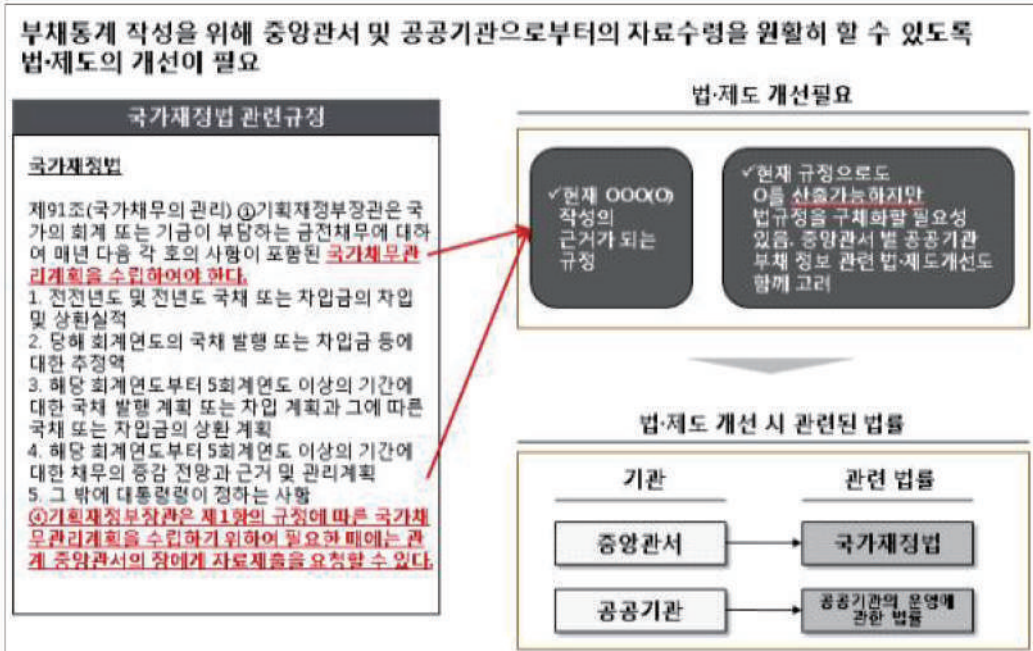 부채통계 작성을 위해 중앙관서 및 공공기관으로부터의 자료수령을 원활히 할 수 있도록
법·제도의 개선이 필요
국가재정법 관련규정
국가재정법
제91조(국가채무의 관리) ①기획재정부장관은 국
가의 회계 또는 기금이 부담하는 금전채무에 대하
여 매년 다음 각 호의 사항이 포함된 국가채무관
리계획을 수립하여야 한다.
1. 전전년도 및 전년도 국채 또는 차입금의 차입
및 상환실적
2. 당해 회계연도의 국채 발행 또는 차입금 등에
대한 추정액
3. 해당 회계연도부터 5회계연도 이상의 기간에
대한 국채 발행 계획 또는 차입 계획과 그에 따른
국채 또는 차입금의 상환 계획
4. 해당 회계연도부터 5회계연도 이상의 기간에
대한 채무의 증감 전망과 근거 및 관리계획
5. 그 밖에 대통령령이 정하는 사항
④기획재정부장관은 제1항의 규정에 따른 국가채
무관리계획을 수립하기 위하여 필요한 때에는 관
계 중앙관서의 장에게 자료제출을 요청할 수 있다.
법·제도 개선필요
✓현재 OOO(O)
작성의
근거가 되는
규정
✓현재 규정으로도
O를 산출가능하지만
법규정을 구체화할 필요성
있음. 중앙관서 별 공공기관
부채 정보 관련 법·제도개선도
함께 고려
법·제도 개선 시 관련된 법률
기관
관련 법률
중앙관서
국가재정법
공공기관
공공기관의 운영에
관한 법률